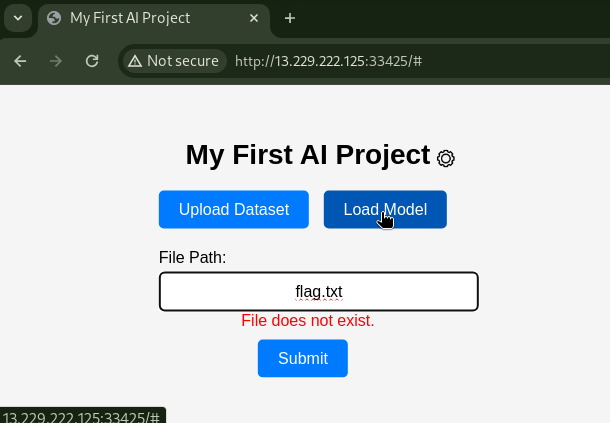 My First AI Project
Not secure http://13.229.222.125:33425/#
My First AI Project
Upload Dataset Load Model
File Path:
flag.txt
File does not exist.
Submit
13.229.222.125:33425/#